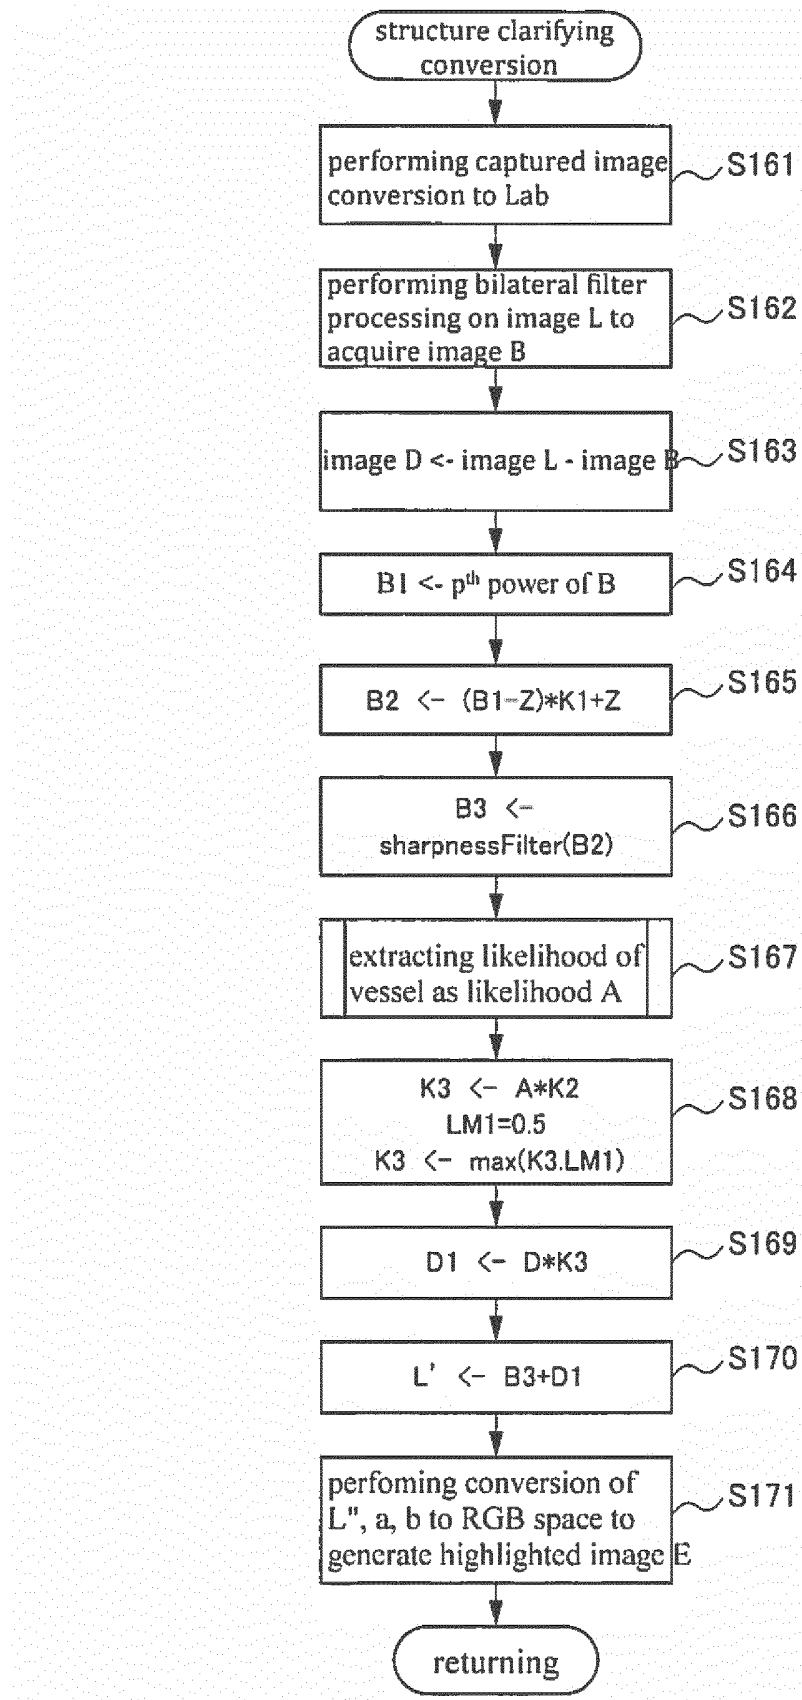 structure clarifying
conversion
performing captured image
conversion to Lab
S161
performing bilateral filter
processing on image L to
acquire image B
S162
image D <- image L - image B
S163
B1 <- pᵗʰ power of B
S164
B2 <- (B1-Z)*K1+Z
S165
B3 <-
sharpnessFilter(B2)
S166
extracting likelihood of
vessel as likelihood A
S167
K3 <- A*K2
LM1=0.5
K3 <- max(K3.LM1)
S168
D1 <- D*K3
S169
L' <- B3+D1
S170
perfoming conversion of
L", a, b to RGB space to
generate highlighted image E
S171
returning